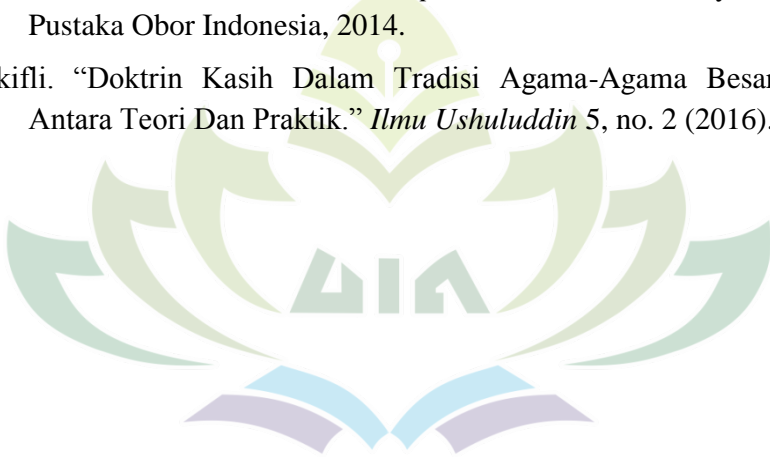 Pustaka Obor Indonesia, 2014.
kifli. “Doktrin Kasih Dalam Tradisi Agama-Agama Besar
Antara Teori Dan Praktik.” Ilmu Ushuluddin 5, no. 2 (2016).
UIN